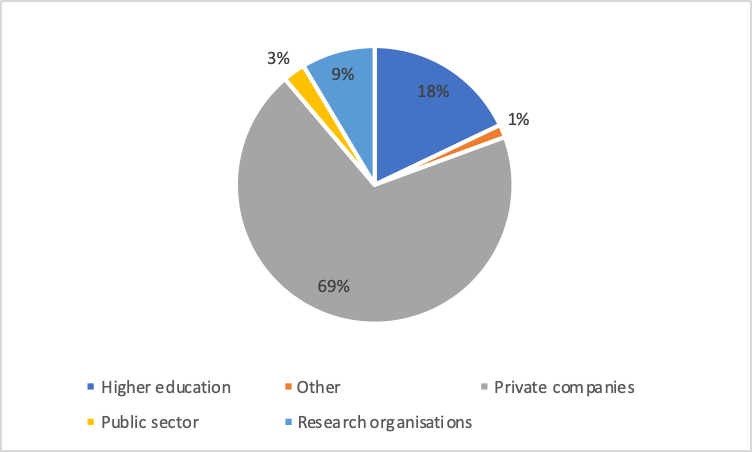 3%
9%
18%
1%
69%
Higher education
Other
Private companies
Public sector
Research organisations